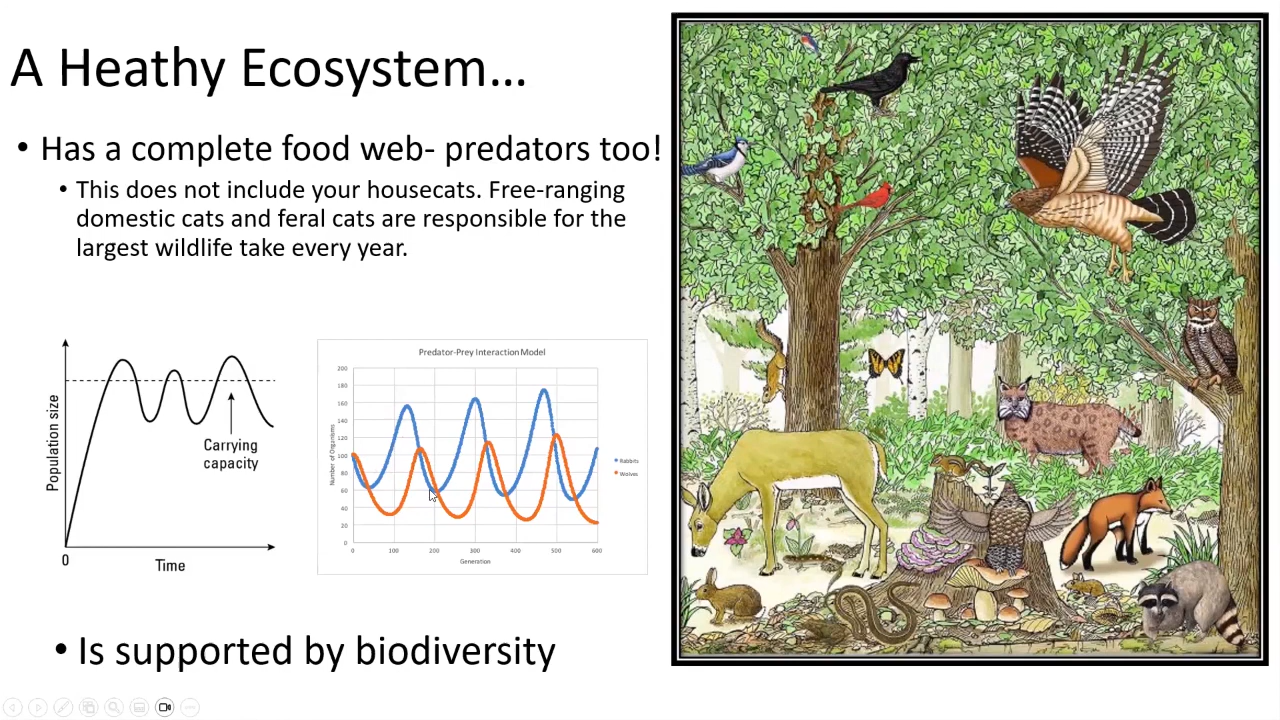 A Heathy Ecosystem...
• Has a complete food web- predators too!
• This does not include your housecats. Free-ranging
domestic cats and feral cats are responsible for the
largest wildlife take every year.
Population size
Carrying
capacity
0
Time
Predator-Prey Interaction Model
Number of Organisms
200
180
160
140
120
100
80
60
40
20
0
0 100 200 300 400 500 600
Generation
Rabbits
Wolves
• Is supported by biodiversity